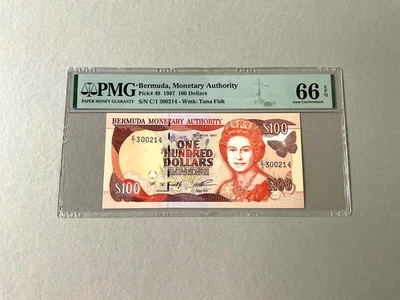 PMG
PAPER MONEY GUARANTY
Bermuda, Monetary Authority
Pick# 49 1997 100 Dollars
S/N C/1 300214 - Wmk: Tuna Fish
66 EPQ
Gem Uncirculated
BERMUDA MONETARY AUTHORITY
$100
C/1 300214
ONE
HUNDRED
DOLLARS
C/1 300214
$100
$100